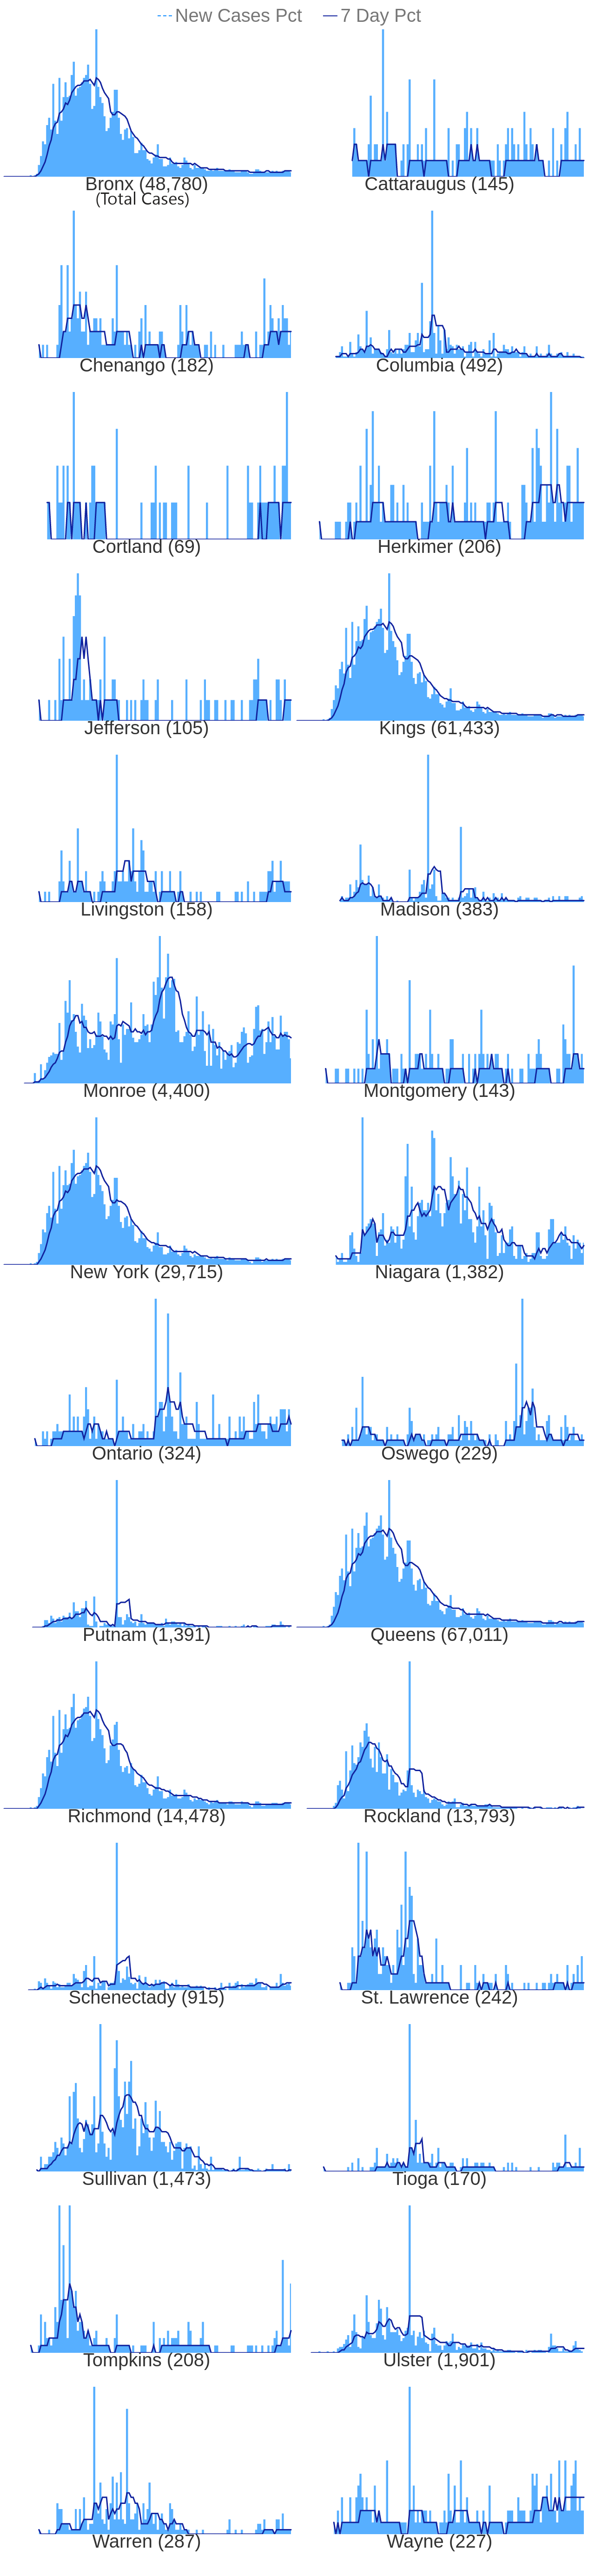 New Cases Pct 7 Day Pct
Bronx (48,780) Cattaraugus (145)
(Total Cases)
Chenango (182) Columbia (492)
Cortland (69) Herkimer (206)
Jefferson (105) Kings (61,433)
Livingston (158) Madison (383)
Monroe (4,400) Montgomery (143)
New York (29,715) Niagara (1,382)
Ontario (324) Oswego (229)
Putnam (1,391) Queens (67,011)
Richmond (14,478) Rockland (13,793)
Schenectady (915) St. Lawrence (242)
Sullivan (1,473) Tioga (170)
Tompkins (208) Ulster (1,901)
Warren (287) Wayne (227)